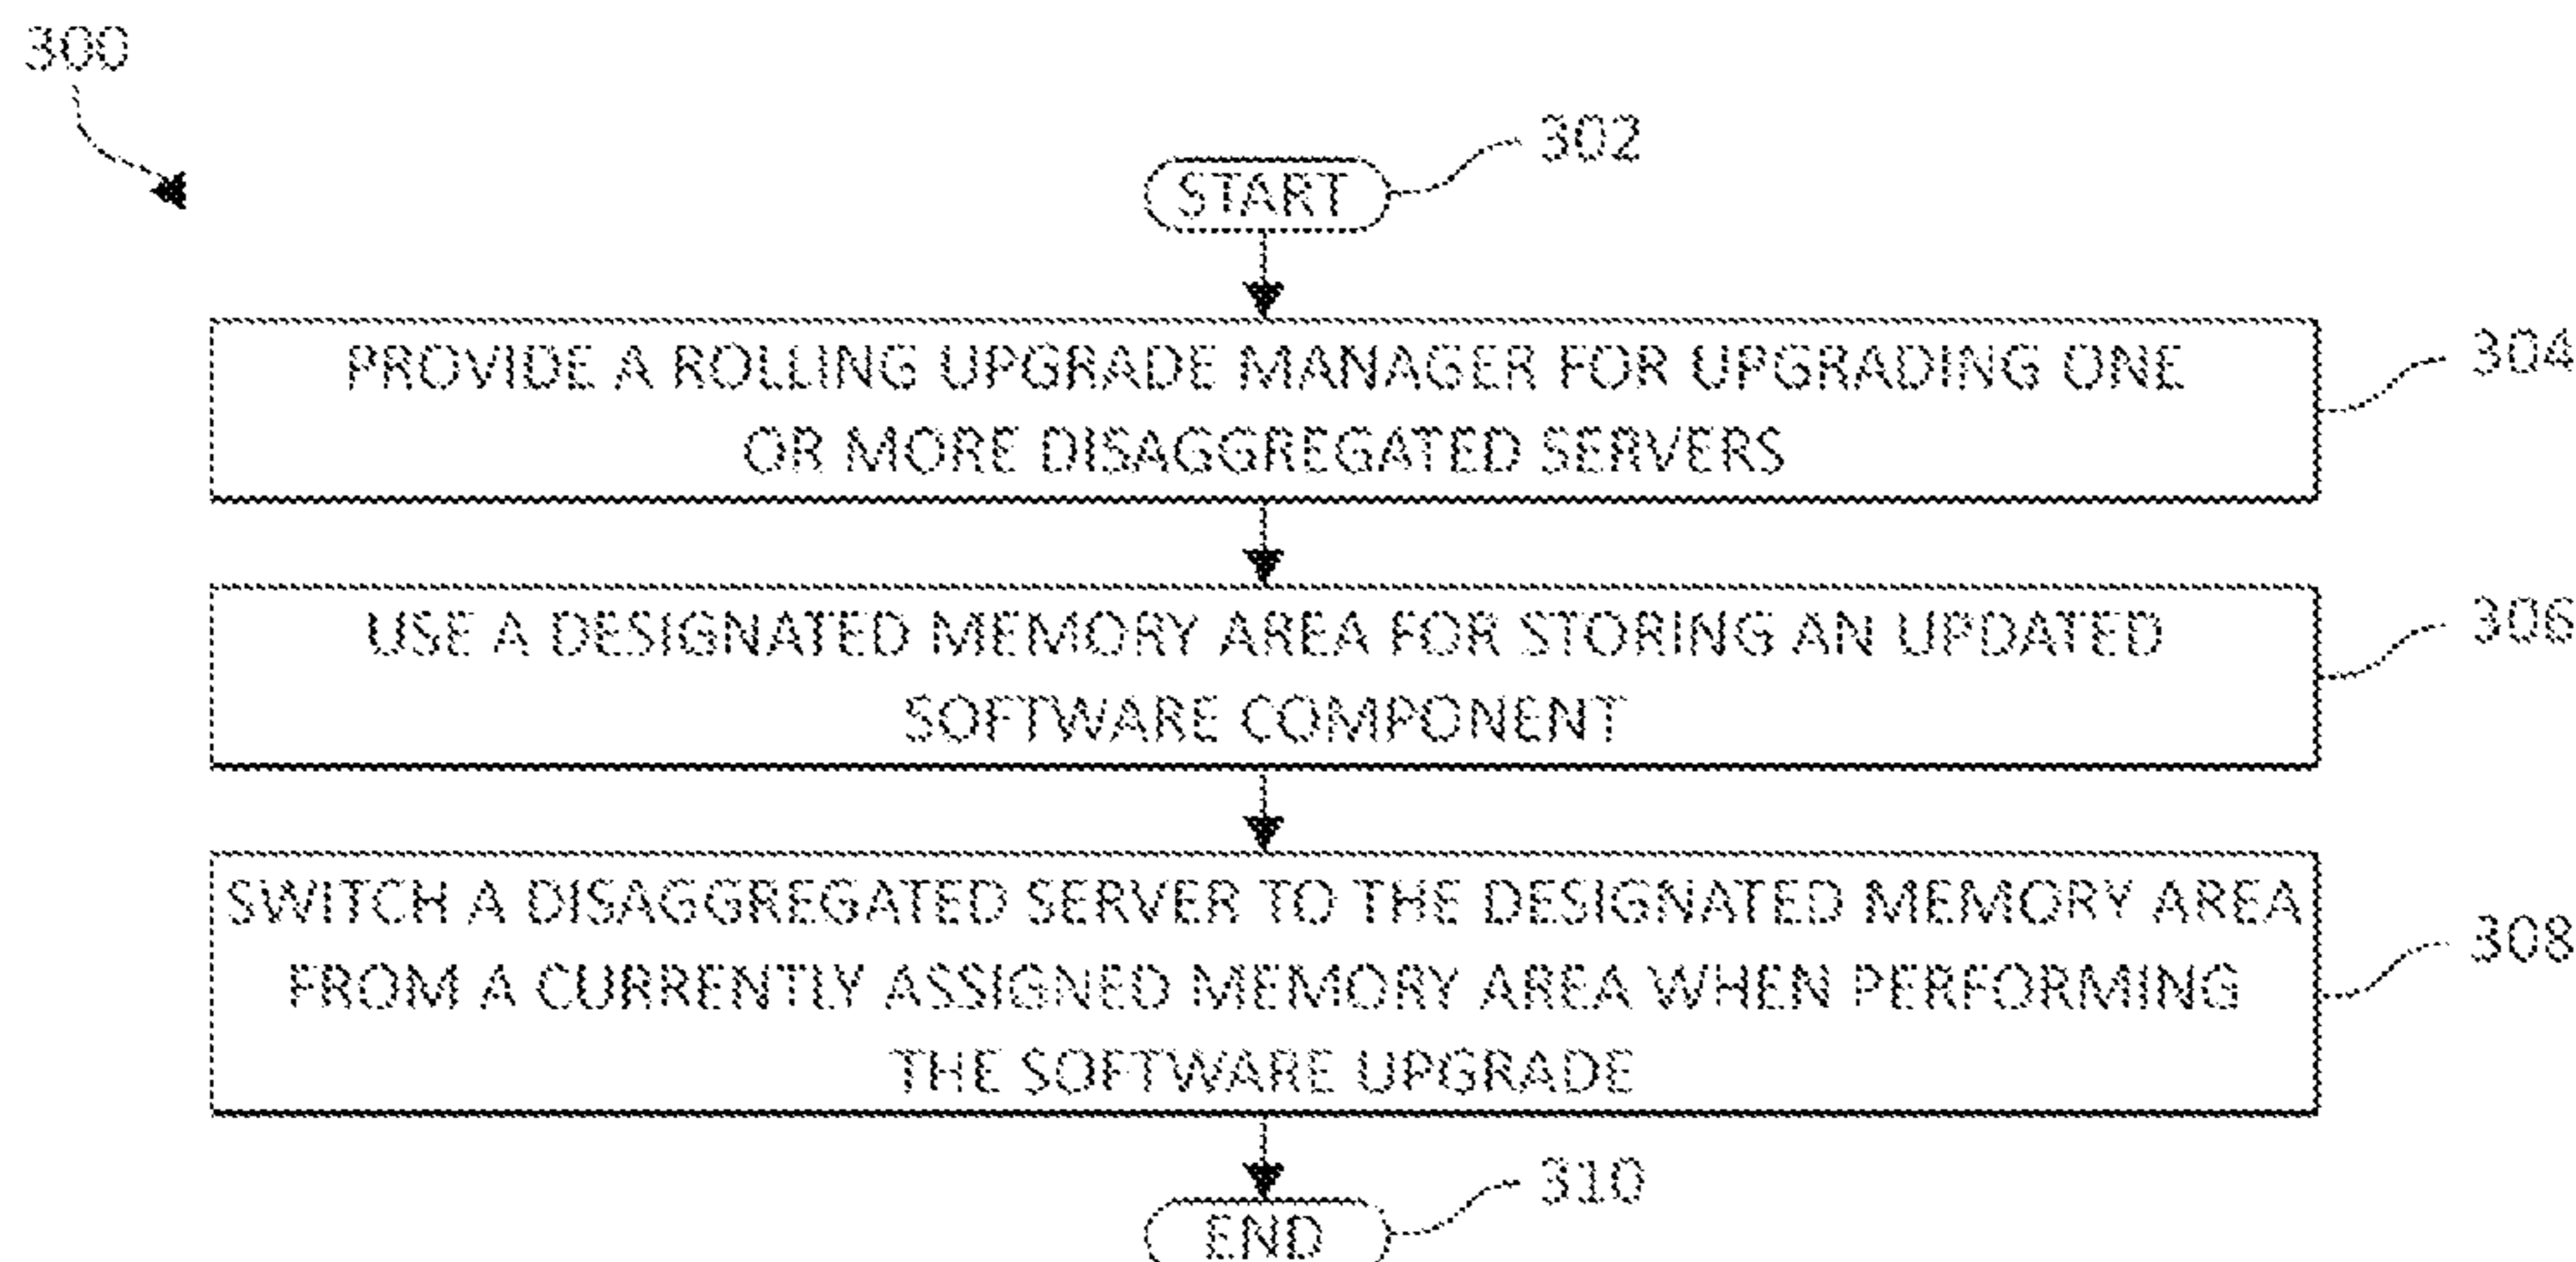 300
302
START
PROVIDE A ROLLING UPGRADE MANAGER FOR UPGRADING ONE
OR MORE DISAGGREGATED SERVERS
304
USE A DESIGNATED MEMORY AREA FOR STORING AN UPDATED
SOFTWARE COMPONENT
306
SWITCH A DISAGGREGATED SERVER TO THE DESIGNATED MEMORY AREA
FROM A CURRENTLY ASSIGNED MEMORY AREA WHEN PERFORMING
THE SOFTWARE UPGRADE
308
310
END